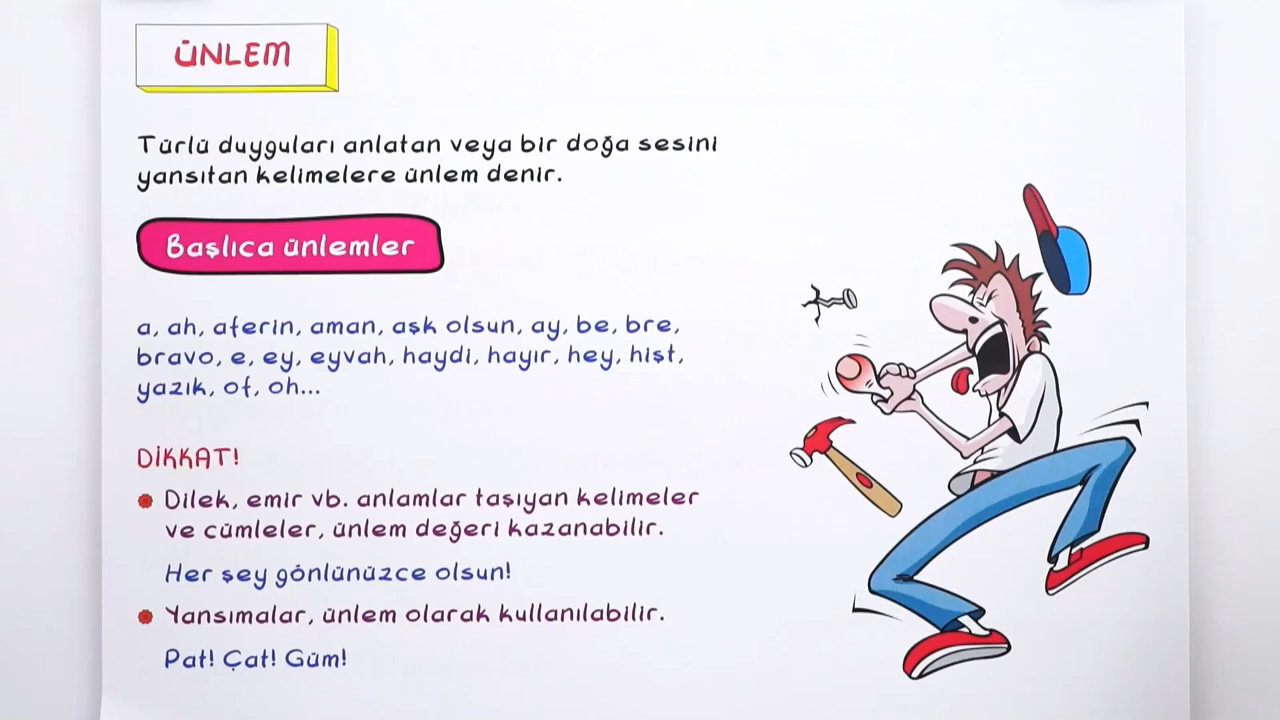 ÜNLEM
Türlü duyguları anlatan veya bir doğa sesini
yansıtan kelimelere ünlem denir.
Başlıca ünlemler
a, ah, aferin, aman, aşk olsun, ay, be, bre,
bravo, e, ey, eyvah, haydi, hayır, hey, hişt,
yazık, of, oh...
DİKKAT!
Dilek, emir vb. anlamlar taşıyan kelimeler
ve cümleler, ünlem değeri kazanabilir.
Her şey gönlünüzce olsun!
Yansımalar, ünlem olarak kullanılabilir.
Pat! Çat! Güm!